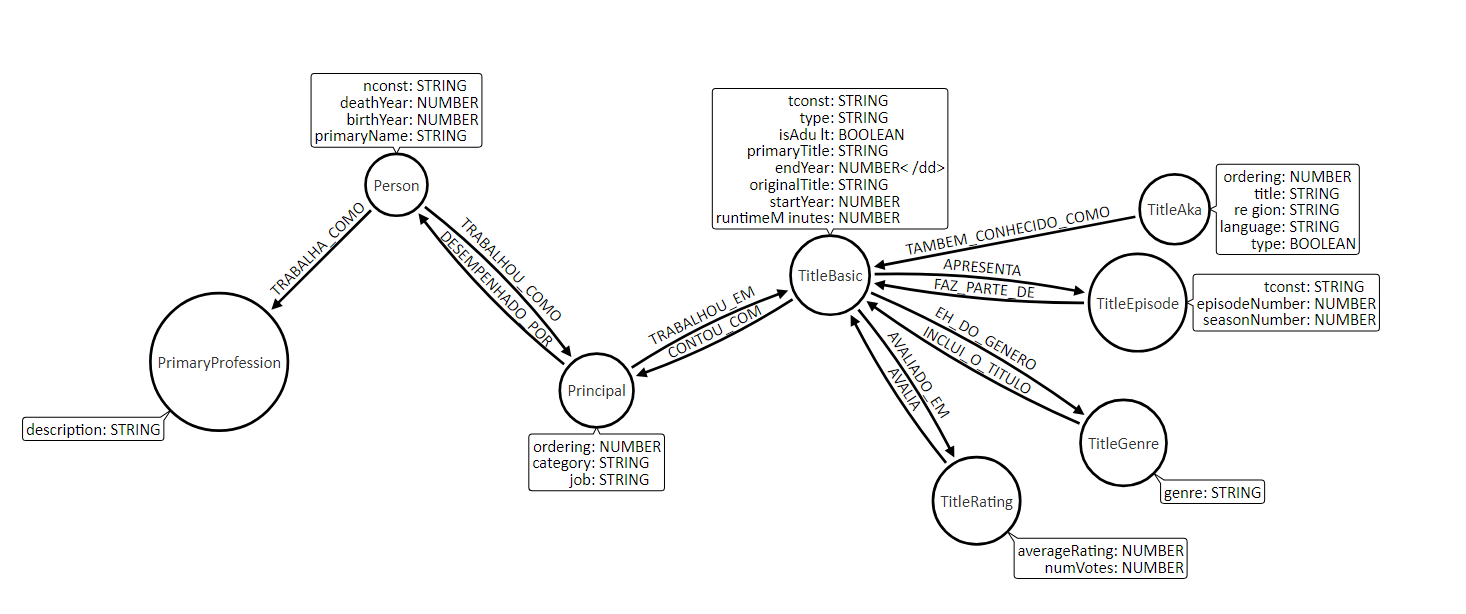 nconst: STRING
deathYear: NUMBER
birthYear: NUMBER
primaryName: STRING
Person
TRABALHA_COMO
TRABALHOU_COMO
DESEMPENHADO_POR
PrimaryProfession
description: STRING
Principal
ordering: NUMBER
category: STRING
job: STRING
TRABALHOU_EM
CONTOU_COM
tconst: STRING
type: STRING
isAdu lt: BOOLEAN
primaryTitle: STRING
endYear: NUMBER< /dd>
originalTitle: STRING
startYear: NUMBER
runtimeM inutes: NUMBER
TitleBasic
TAMBEM_CONHECIDO_COMO
TitleAka
ordering: NUMBER
title: STRING
re gion: STRING
language: STRING
type: BOOLEAN
APRESENTA
FAZ_PARTE_DE
TitleEpisode
tconst: STRING
episodeNumber: NUMBER
seasonNumber: NUMBER
EH_DO_GENERO
INCLUI_O_TITULO
TitleGenre
genre: STRING
AVALIADO_EM
AVALIA
TitleRating
averageRating: NUMBER
numVotes: NUMBER